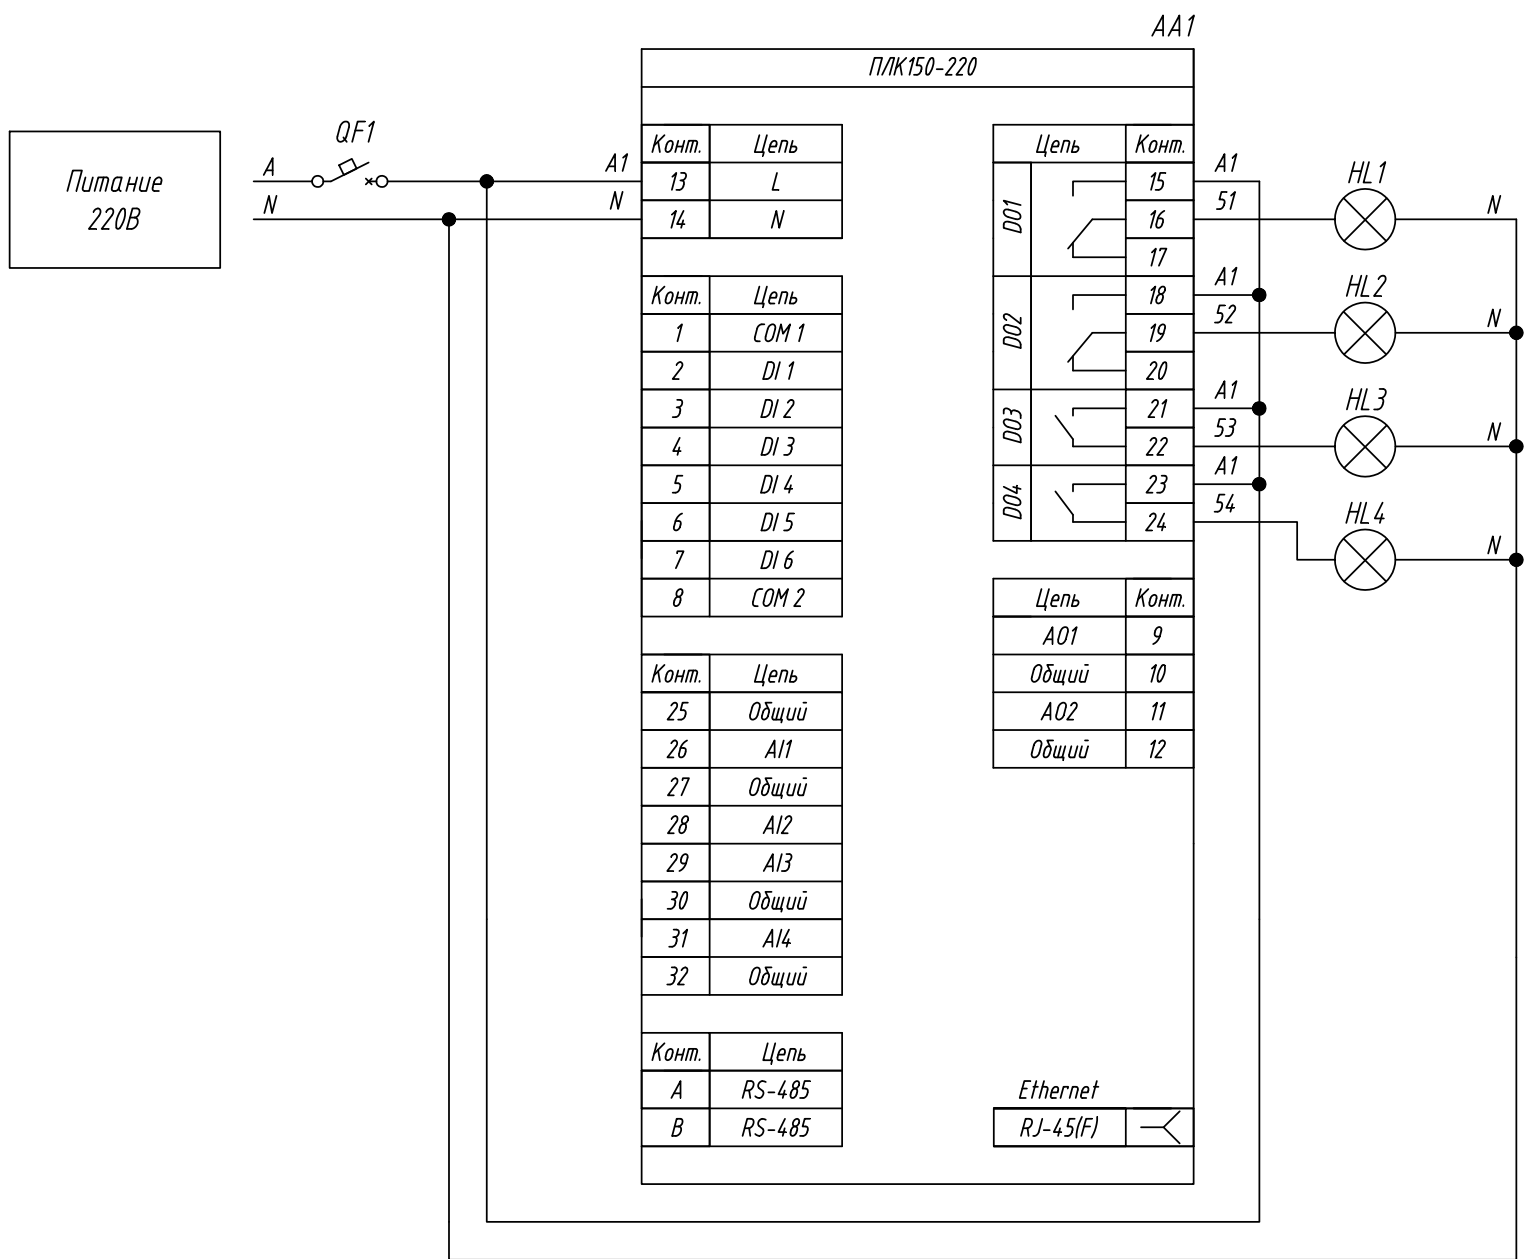 AA1
ПЛК150-220
Питание
220В
A
QF1
A1
N
N
Конт. Цепь
13 L
14 N
Конт. Цепь
1 COM 1
2 DI 1
3 DI 2
4 DI 3
5 DI 4
6 DI 5
7 DI 6
8 COM 2
Конт. Цепь
25 Общий
26 AI1
27 Общий
28 AI2
29 AI3
30 Общий
31 AI4
32 Общий
Конт. Цепь
A RS-485
B RS-485
Цепь Конт.
DO1
15
16
17
DO2
18
19
20
DO3
21
22
DO4
23
24
A1
51
A1
52
A1
53
A1
54
HL1
N
HL2
N
HL3
N
HL4
N
Цепь Конт.
AO1 9
Общий 10
AO2 11
Общий 12
Ethernet
RJ-45(F)